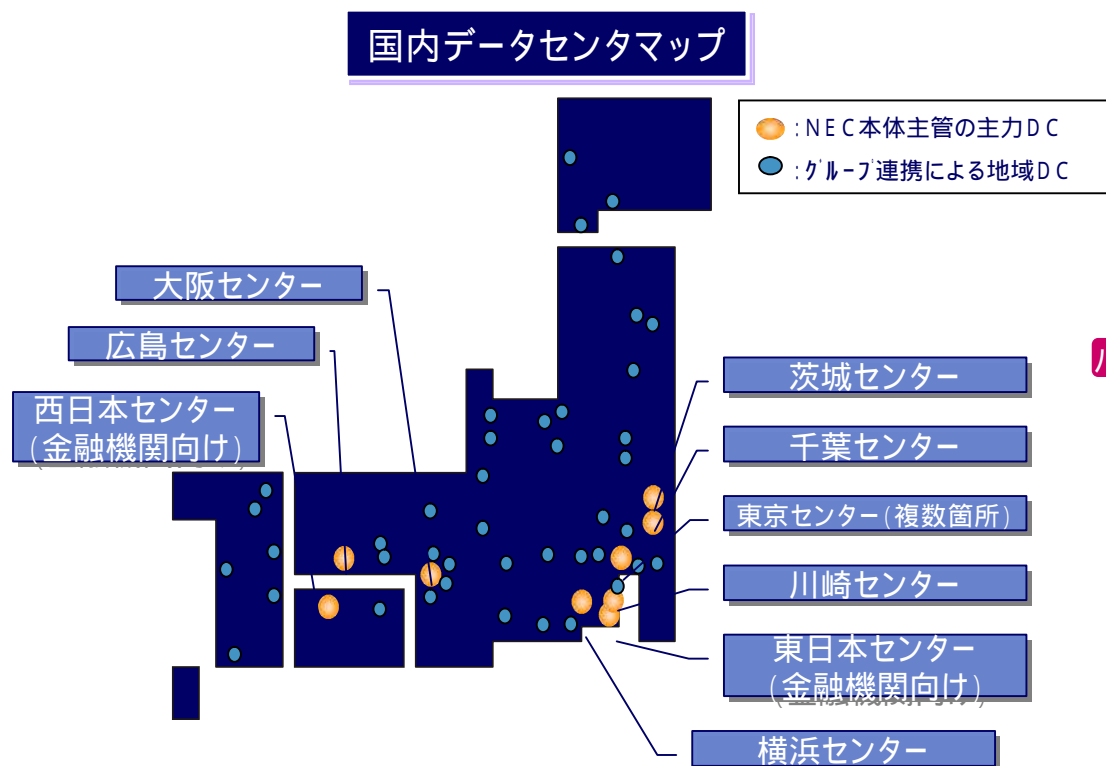 国内データセンタマップ
：ＮＥＣ本体主管の主力ＤＣ
：ｸﾞﾙｰﾌﾟ連携による地域ＤＣ
大阪センター
広島センター
西日本センター
（金融機関向け）
茨城センター
千葉センター
東京センター（複数箇所）
川崎センター
東日本センター
（金融機関向け）
横浜センター